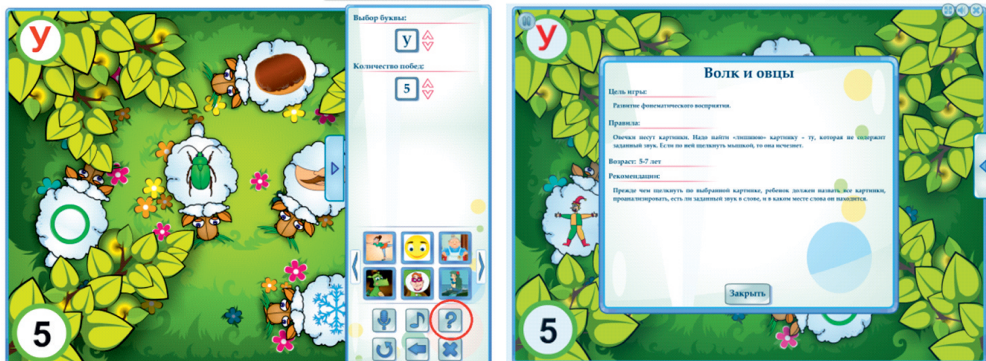 У
Выбор буквы:
У
Количество побед:
5
5
У
Волк и овцы
Цель игры:
Развитие фонематического восприятия.
Правила:
Овечки несут картинки. Надо найти «лишнюю» картинку – ту, которая не содержит
заданный звук. Если по ней щелкнуть мышкой, то она исчезнет.
Возраст: 5-7 лет
Рекомендации:
Прежде чем щелкнуть по выбранной картинке, ребенок должен назвать все картинки,
проанализировать, есть ли заданный звук в слове, и в каком месте слова он находится.
Закрыть
5